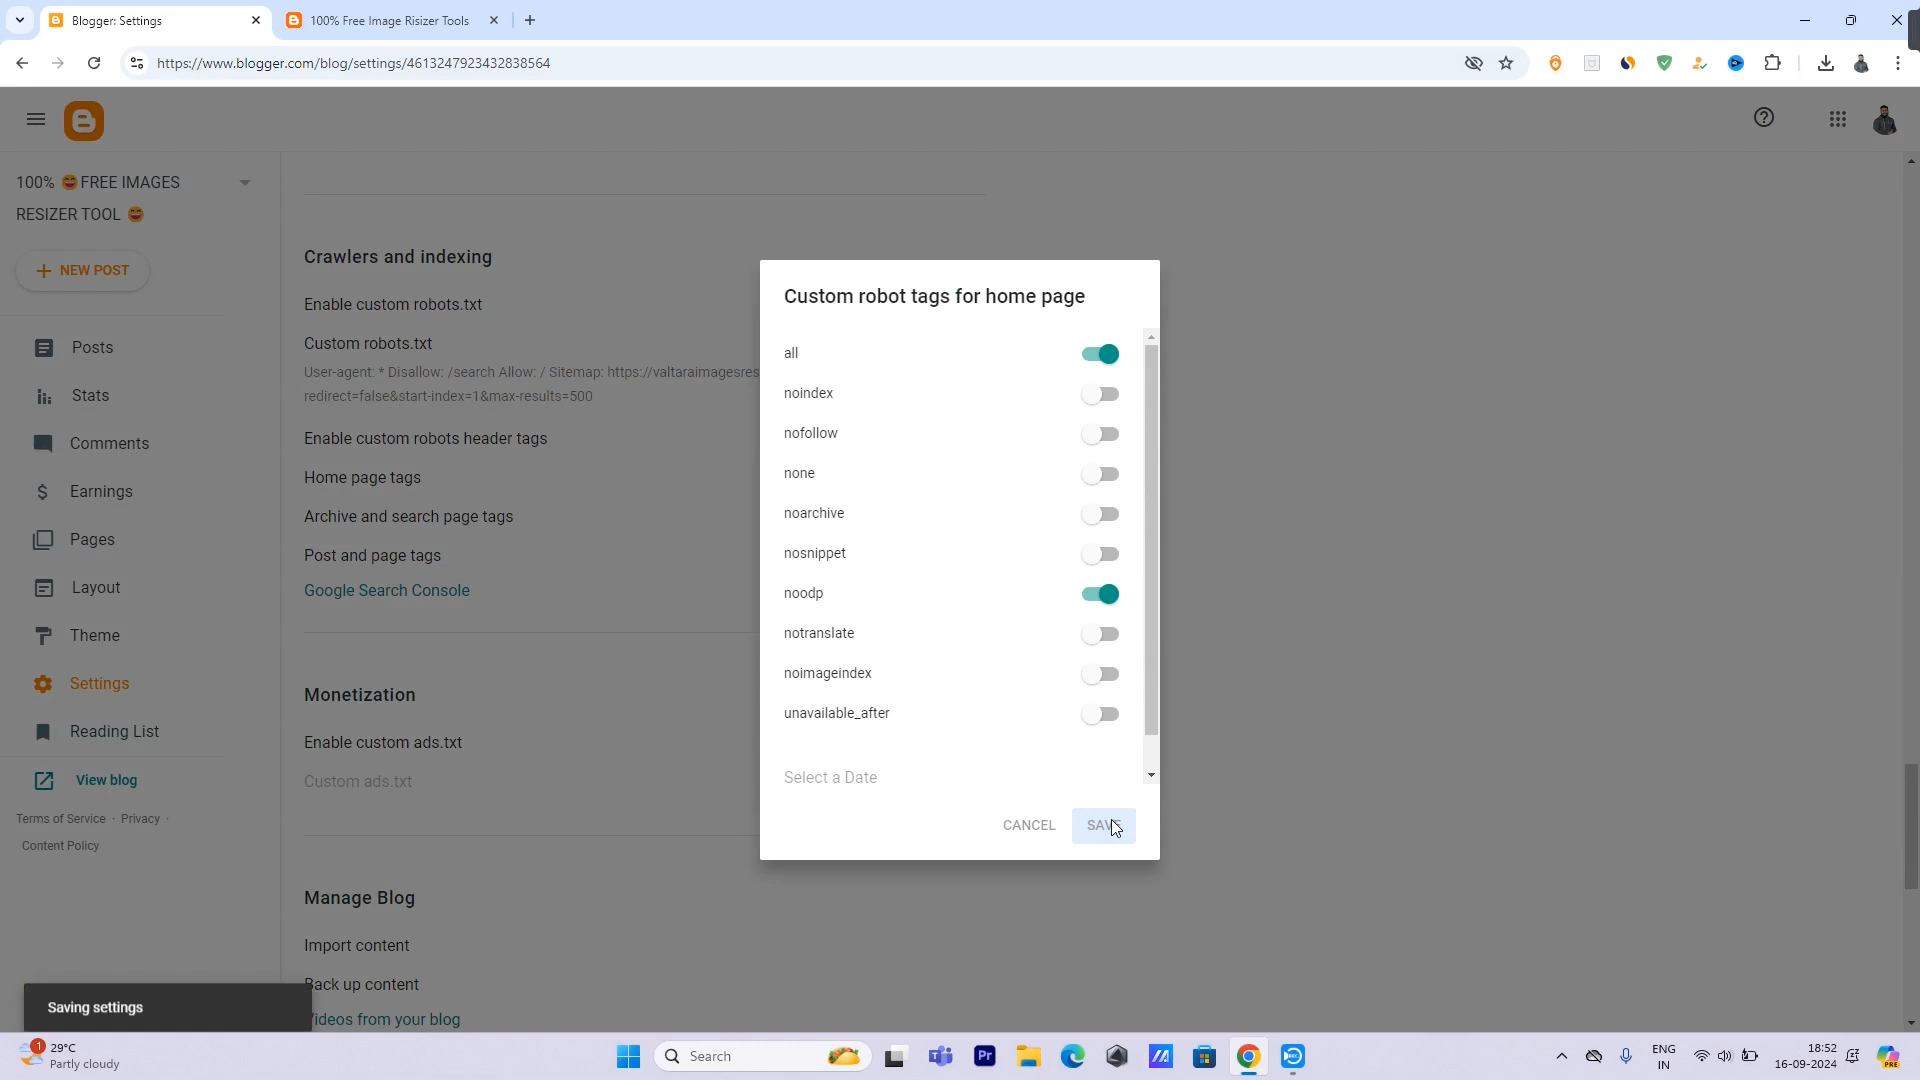 Blogger: Settings
100% Free Image Risizer Tools
https://www.blogger.com/blog/settings/4613247923432838564
100% 😄FREE IMAGES
RESIZER TOOL 😄
NEW POST
Posts
Stats
Comments
Earnings
Pages
Layout
Theme
Settings
Reading List
View blog
Terms of Service · Privacy ·
Content Policy
Saving settings
Crawlers and indexing
Enable custom robots.txt
Custom robots.txt
User-agent: * Disallow: /search Allow: / Sitemap: https://valtaraimagesres
redirect=false&start-index=1&max-results=500
Enable custom robots header tags
Home page tags
Archive and search page tags
Post and page tags
Google Search Console
Monetization
Enable custom ads.txt
Custom ads.txt
Manage Blog
Import content
Back up content
Videos from your blog
Custom robot tags for home page
all
noindex
nofollow
none
noarchive
nosnippet
noodp
notranslate
noimageindex
unavailable_after
Select a Date
CANCEL
SAVE
1
29°C
Partly cloudy
Search
Pr
ENG
IN
18:52
16-09-2024
PRE